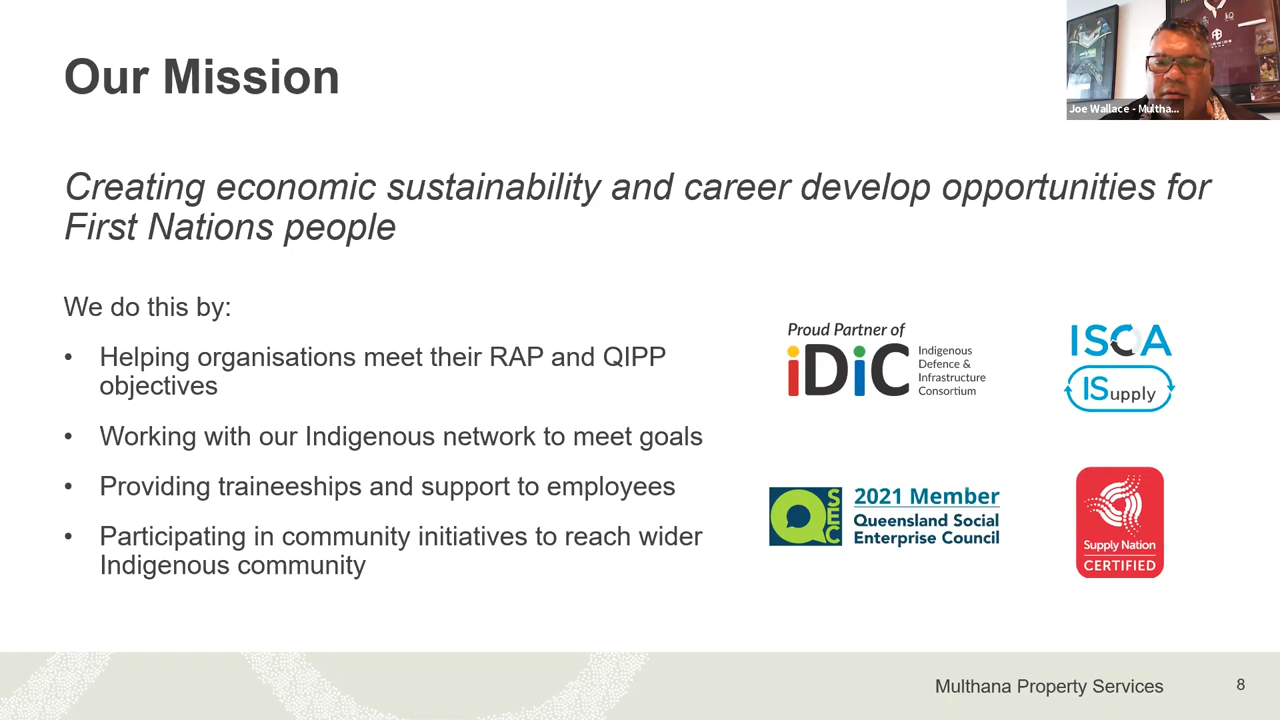 Our Mission
Joe Wallace - Multha...
Creating economic sustainability and career develop opportunities for
First Nations people
We do this by:
• Helping organisations meet their RAP and QIPP
objectives
• Working with our Indigenous network to meet goals
• Providing traineeships and support to employees
• Participating in community initiatives to reach wider
Indigenous community
Proud Partner of
iDiC
Indigenous
Defence &
Infrastructure
Consortium
ISCA
ISupply
QSEC
2021 Member
Queensland Social
Enterprise Council
Supply Nation
CERTIFIED
Multhana Property Services
8